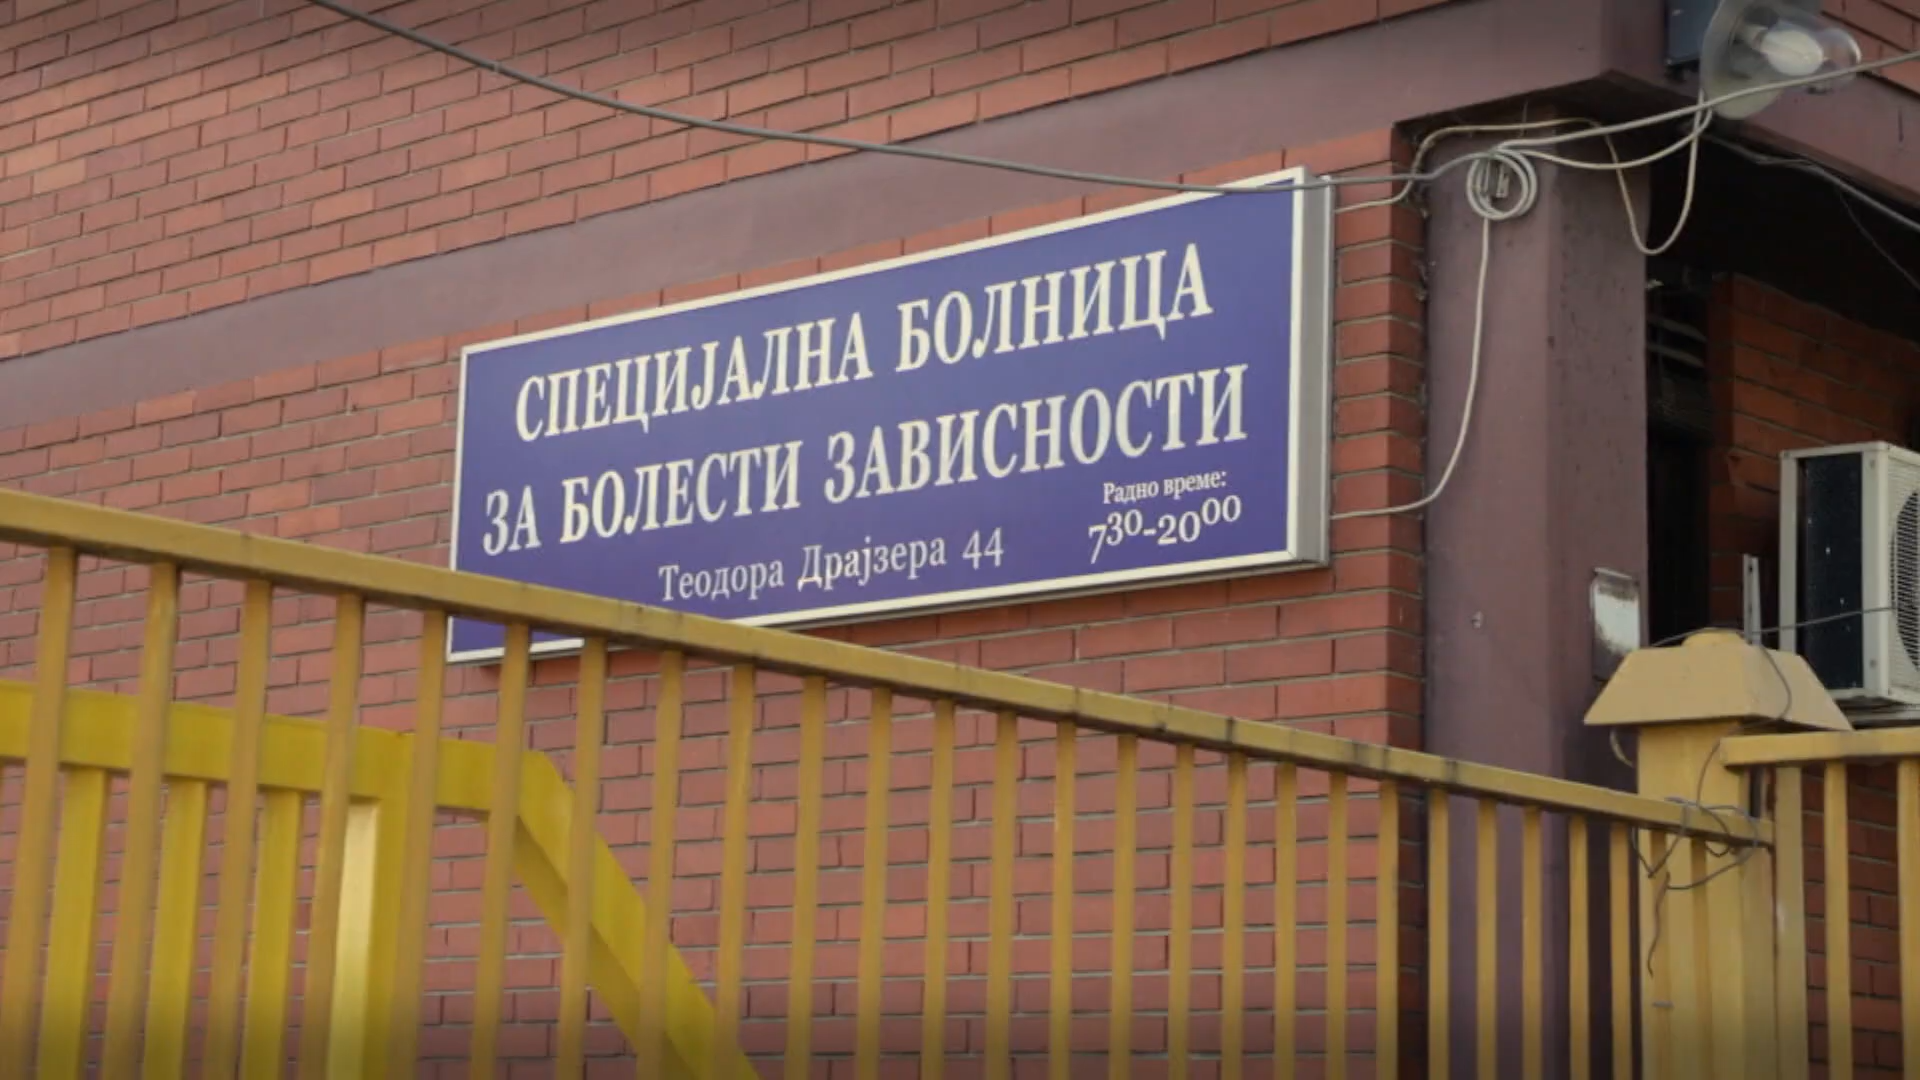 СПЕЦИЈАЛНА БОЛНИЦА
ЗА БОЛЕСТИ ЗАВИСНОСТИ
Теодора Драјзера 44
Радно време:
7³⁰-20⁰⁰